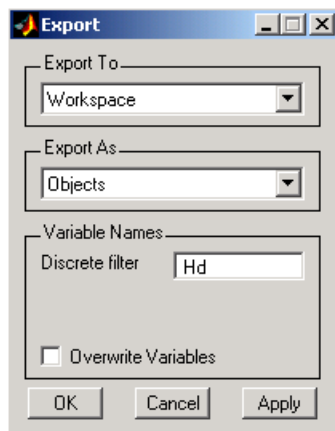 Export
Export To
Workspace
Export As
Objects
Variable Names
Discrete filter Hd
Overwrite Variables
OK Cancel Apply